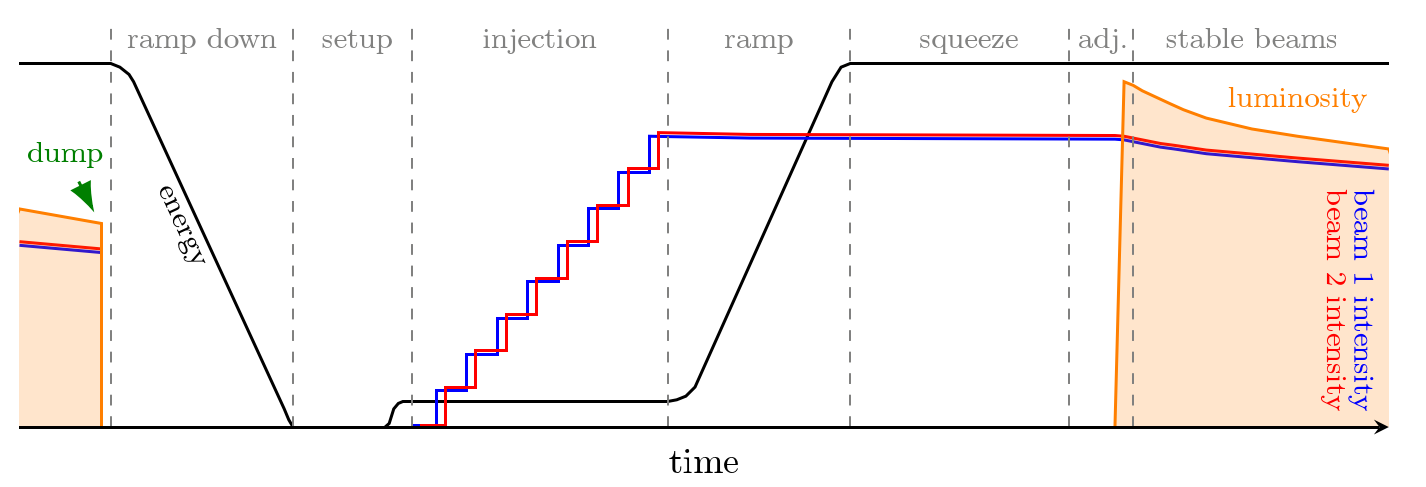 ramp down
setup
injection
ramp
squeeze
adj.
stable beams
luminosity
dump
energy
beam 1 intensity
beam 2 intensity
time